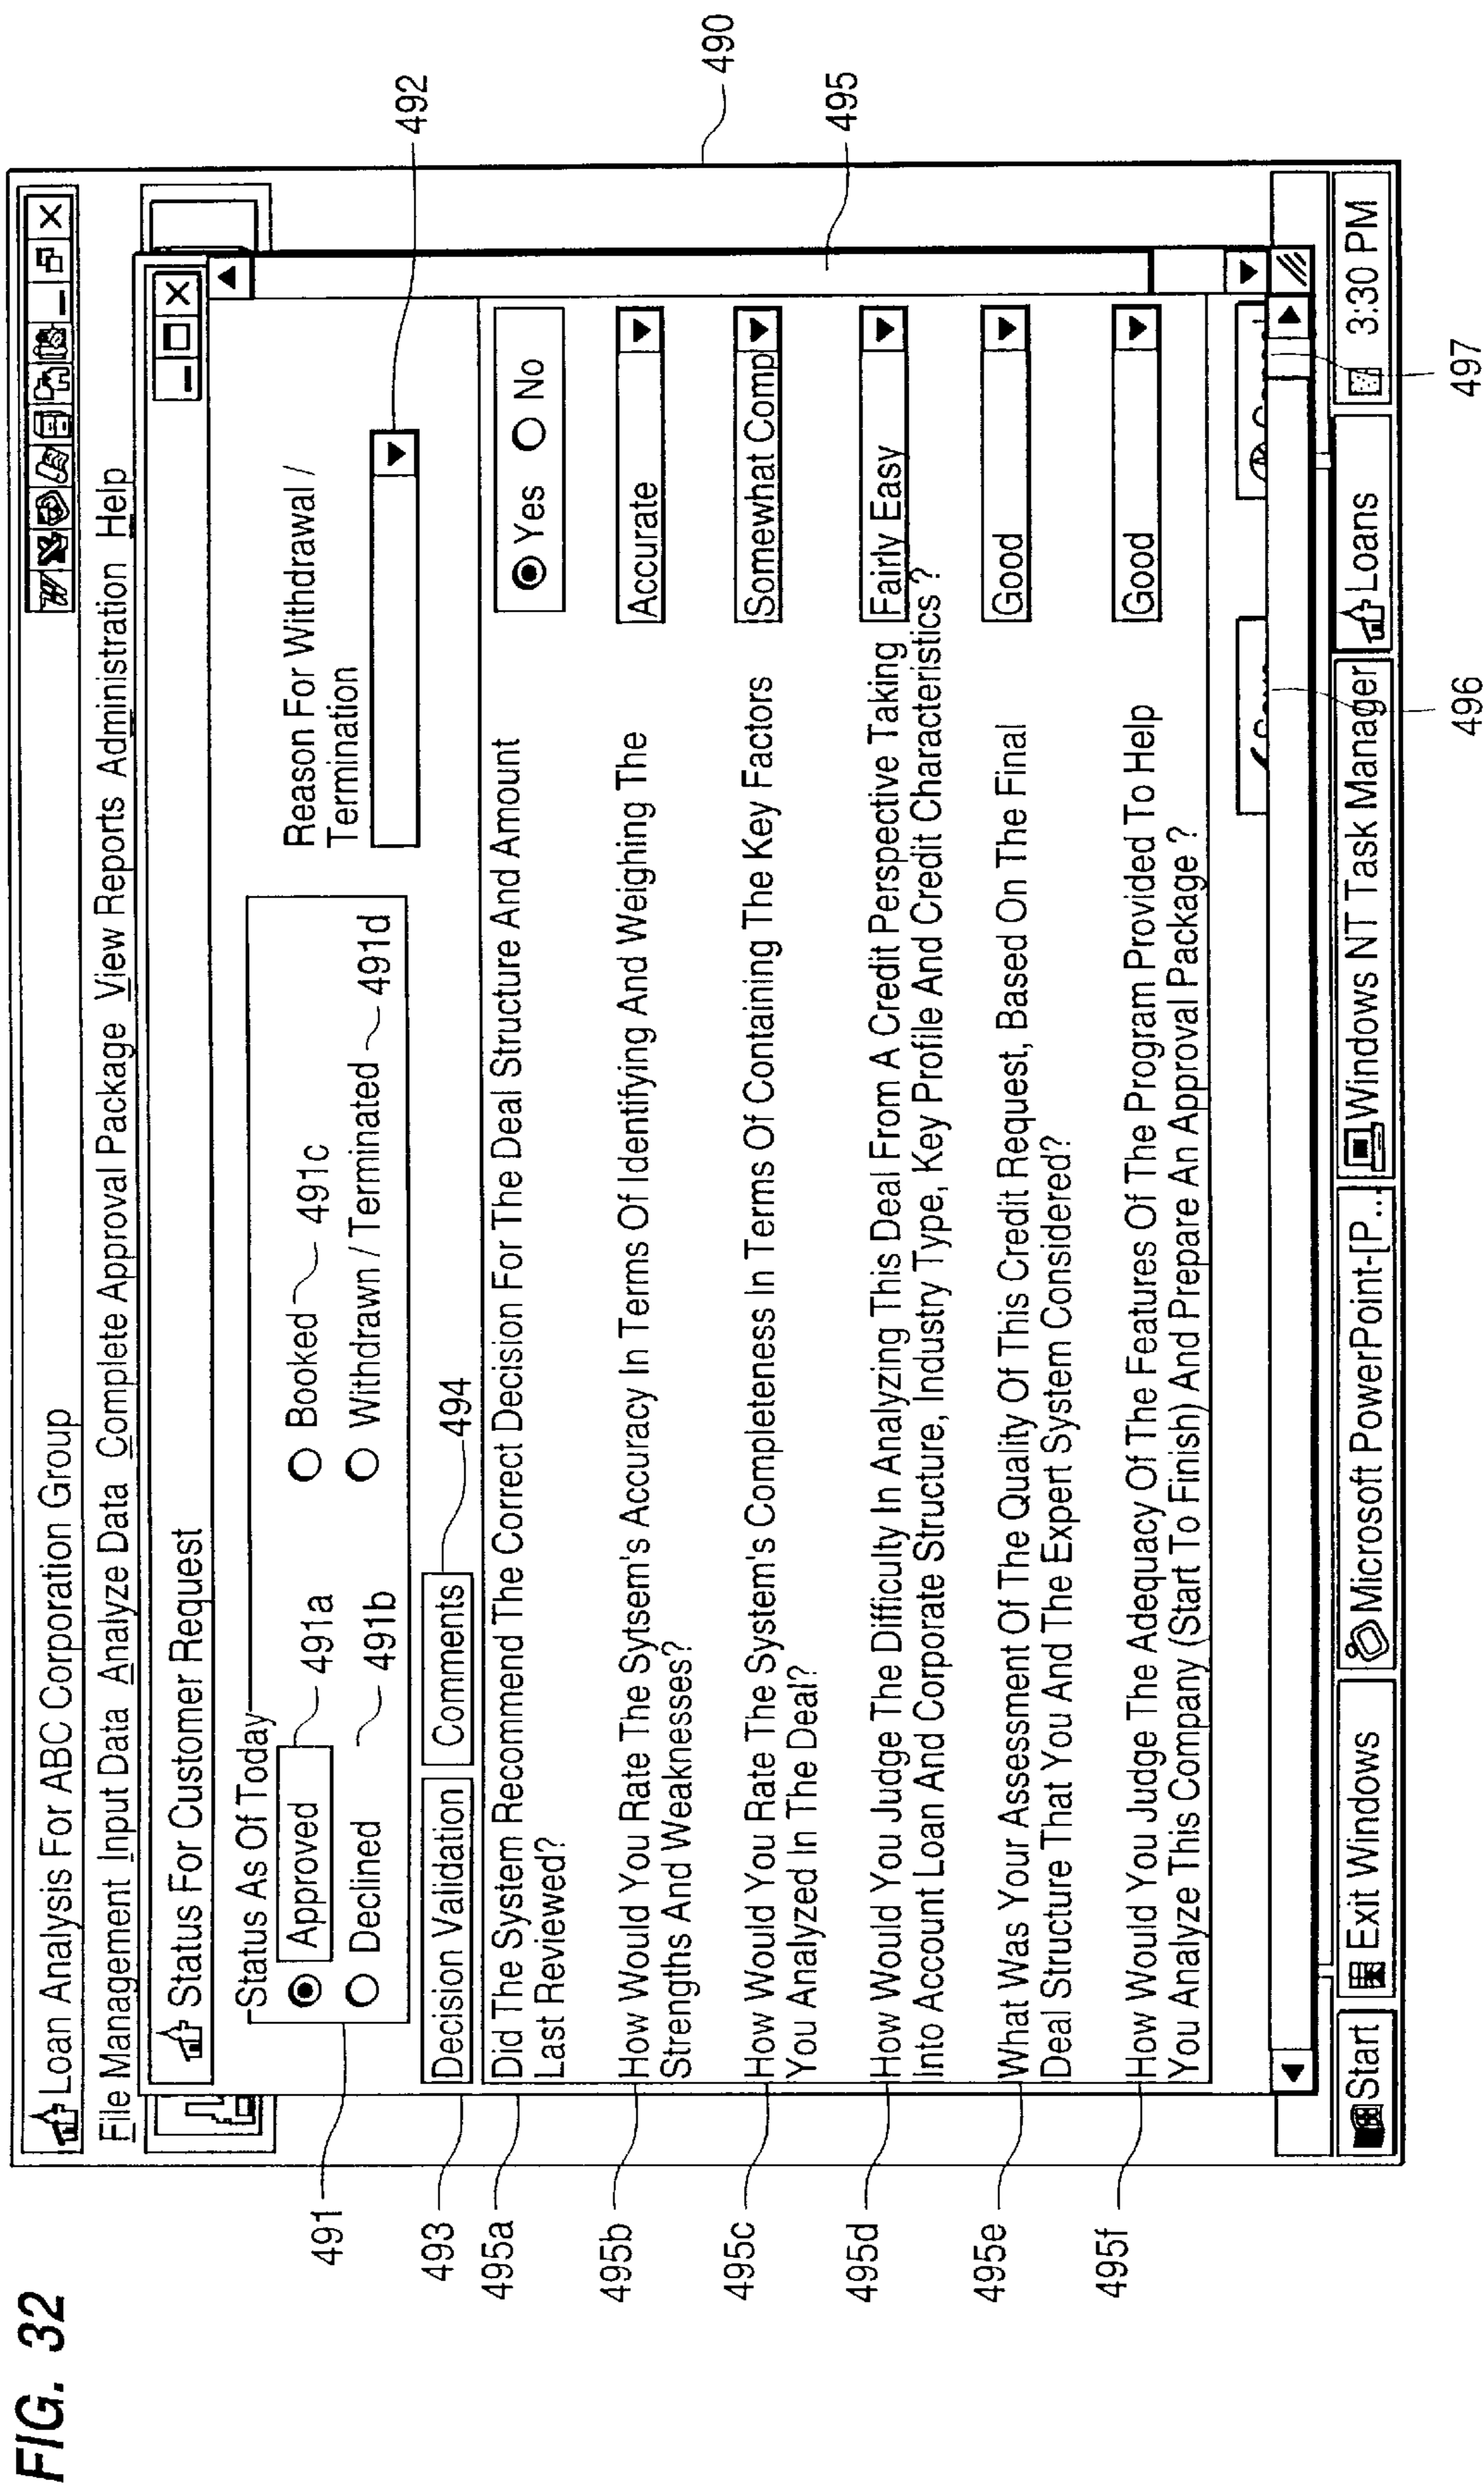 FIG. 32
Loan Analysis For ABC Corporation Group
File Management Input Data Analyze Data Complete Approval Package View Reports Administration Help
Status For Customer Request
Status As Of Today
Approved 491a
Booked 491c
Declined 491b
Withdrawn / Terminated 491d
491
Reason For Withdrawal /
Termination
492
490
Decision Validation
Comments
494
493
495a
Did The System Recommend The Correct Decision For The Deal Structure And Amount
Last Reviewed?
Yes No
495b
How Would You Rate The Sytsem's Accuracy In Terms Of Identifying And Weighing The
Strengths And Weaknesses?
Accurate
495c
How Would You Rate The System's Completeness In Terms Of Containing The Key Factors
You Analyzed In The Deal?
Somewhat Comp
495
495d
How Would You Judge The Difficulty In Analyzing This Deal From A Credit Perspective Taking
Into Account Loan And Corporate Structure, Industry Type, Key Profile And Credit Characteristics ?
Fairly Easy
495e
What Was Your Assessment Of The Quality Of This Credit Request, Based On The Final
Deal Structure That You And The Expert System Considered?
Good
495f
How Would You Judge The Adequacy Of The Features Of The Program Provided To Help
You Analyze This Company (Start To Finish) And Prepare An Approval Package ?
Good
Start
Exit Windows
Microsoft PowerPoint-[P...
Windows NT Task Manager
Loans
3:30 PM
496
497